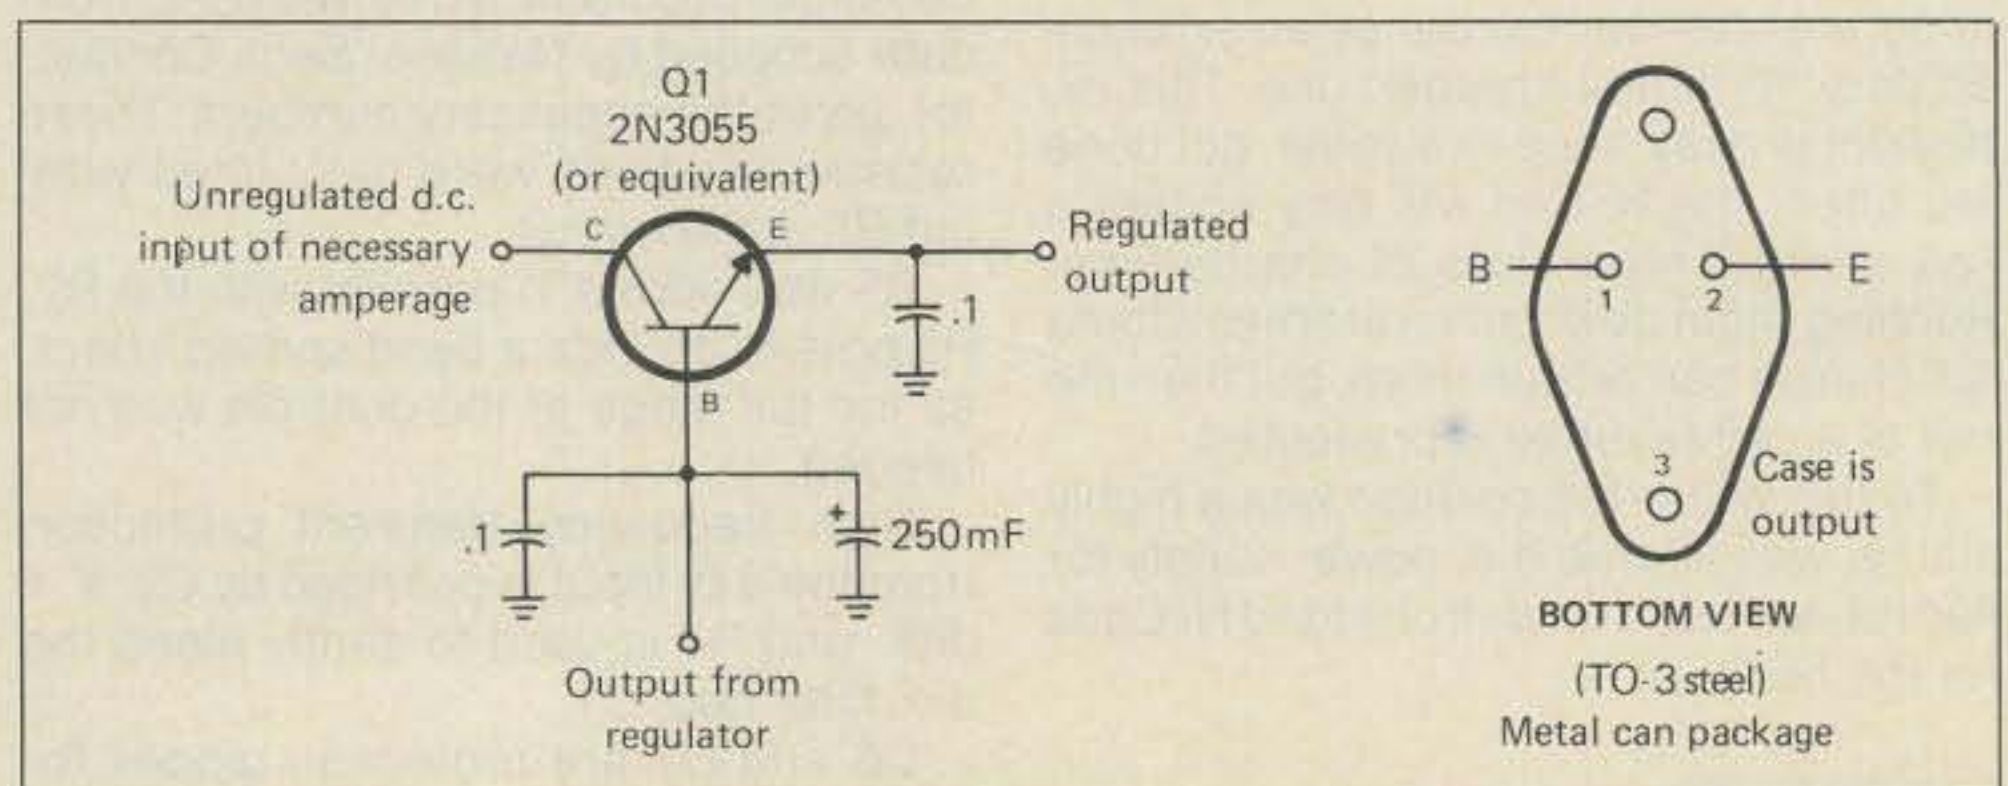 Q1
2N3055
(or equivalent)
Unregulated d.c.
input of necessary
amperage
C
E
Regulated
output
.1
B
.1
+
250mF
Output from
regulator
B
1
2
E
3
Case is
output
BOTTOM VIEW
(TO-3 steel)
Metal can package